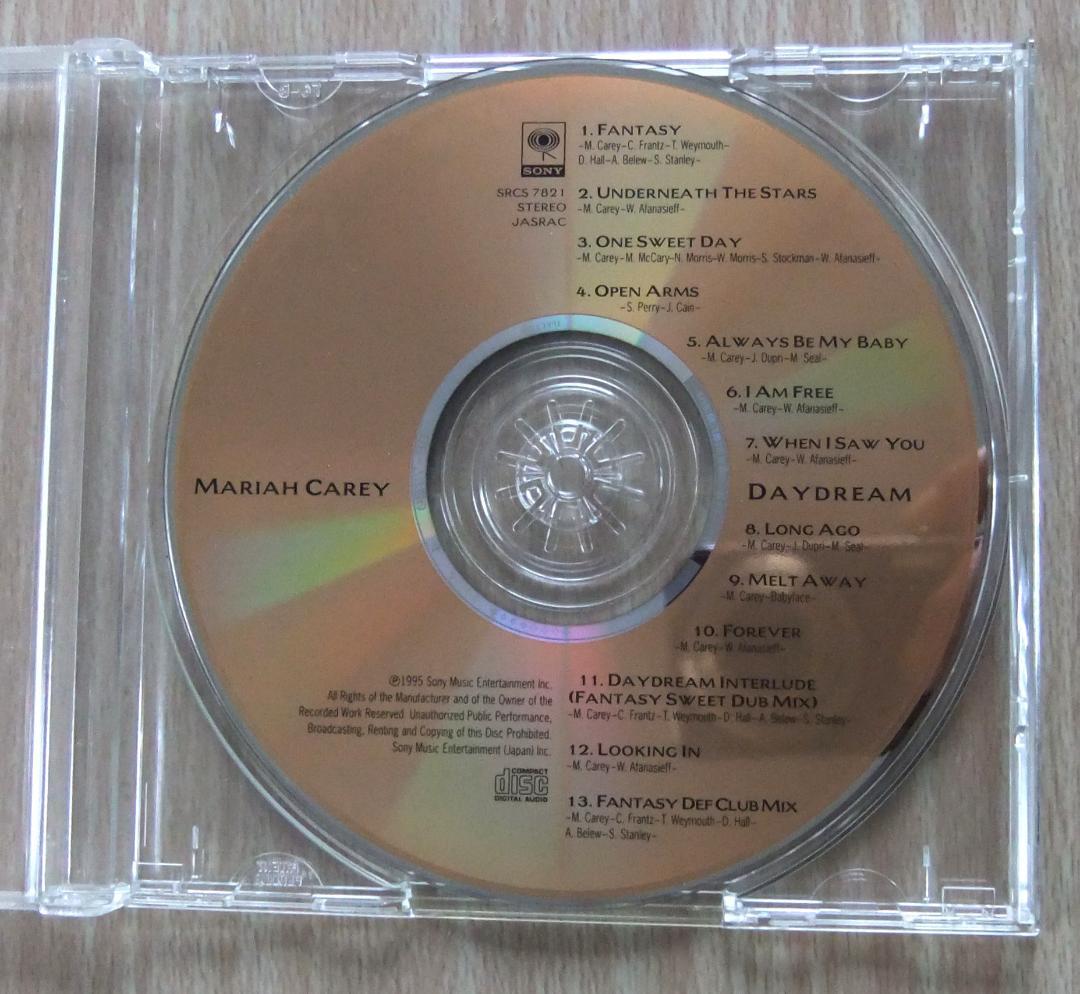 SONY
SRCS 7821
STEREO
JASRAC
1. FANTASY
-M. Carey-C. Frantz-T. Weymouth-
D. Hall-A. Belew-S. Stanley-
2. UNDERNEATH THE STARS
-M. Carey-W. Afanasieff-
3. ONE SWEET DAY
-M. Carey-M. McCary-N. Morris-W. Morris-S. Stockman-W. Afanasieff-
4. OPEN ARMS
-S. Perry-J. Cain-
5. ALWAYS BE MY BABY
-M. Carey-J. Dupri-M. Seal-
6. I AM FREE
-M. Carey-W. Afanasieff-
7. WHEN I SAW YOU
-M. Carey-W. Afanasieff-
MARIAH CAREY
DAYDREAM
8. LONG AGO
-M. Carey-J. Dupri-M. Seal-
9. MELT AWAY
-M. Carey-Babyface-
10. FOREVER
-M. Carey-W. Afanasieff-
11. DAYDREAM INTERLUDE
(FANTASY SWEET DUB MIX)
-M. Carey-C. Frantz-T. Weymouth-D. Hall-A. Belew-S. Stanley-
12. LOOKING IN
-M. Carey-W. Afanasieff-
13. FANTASY DEF CLUB MIX
-M. Carey-C. Frantz-T. Weymouth-D. Hall-
A. Belew-S. Stanley-
℗1995 Sony Music Entertainment Inc.
All Rights of the Manufacturer and of the Owner of the
Recorded Work Reserved. Unauthorized Public Performance,
Broadcasting, Renting and Copying of this Disc Prohibited.
Sony Music Entertainment (Japan) Inc.
COMPACT
disc
DIGITAL AUDIO